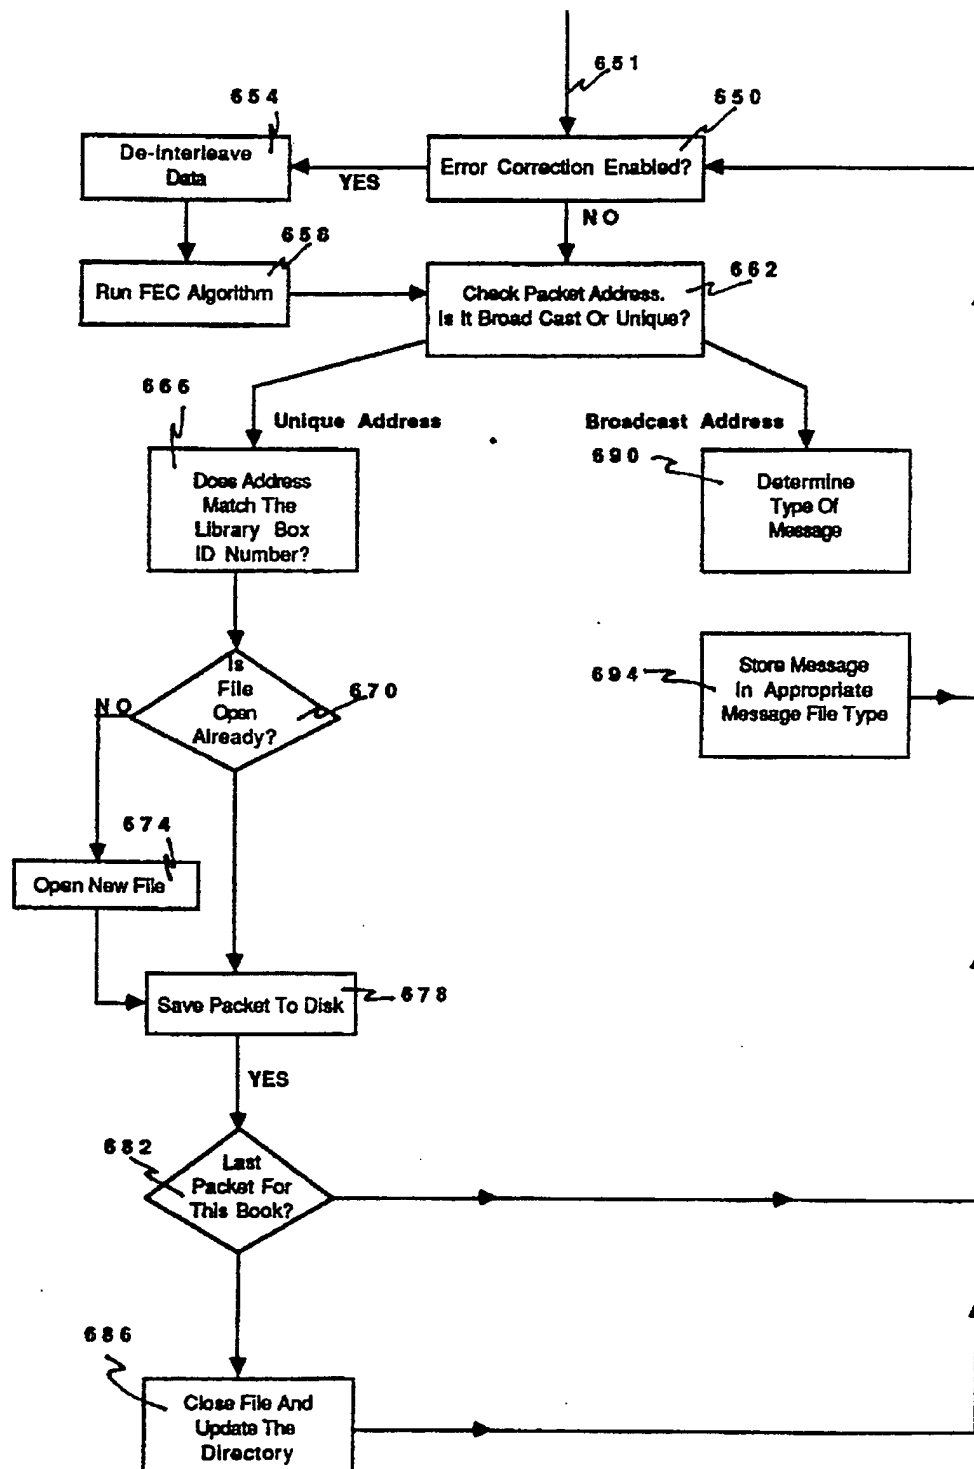 651
654
650
De-Interleave
Data
YES
Error Correction Enabled?
NO
658
662
Run FEC Algorithm
Check Packet Address.
Is It Broad Cast Or Unique?
666
Unique Address
Broadcast Address
690
Does Address
Match The
Library Box
ID Number?
Determine
Type Of
Message
Is
File
Open
Already?
670
NO
694
Store Message
In Appropriate
Message File Type
674
Open New File
Save Packet To Disk
678
YES
682
Last
Packet For
This Book?
686
Close File And
Update The
Directory